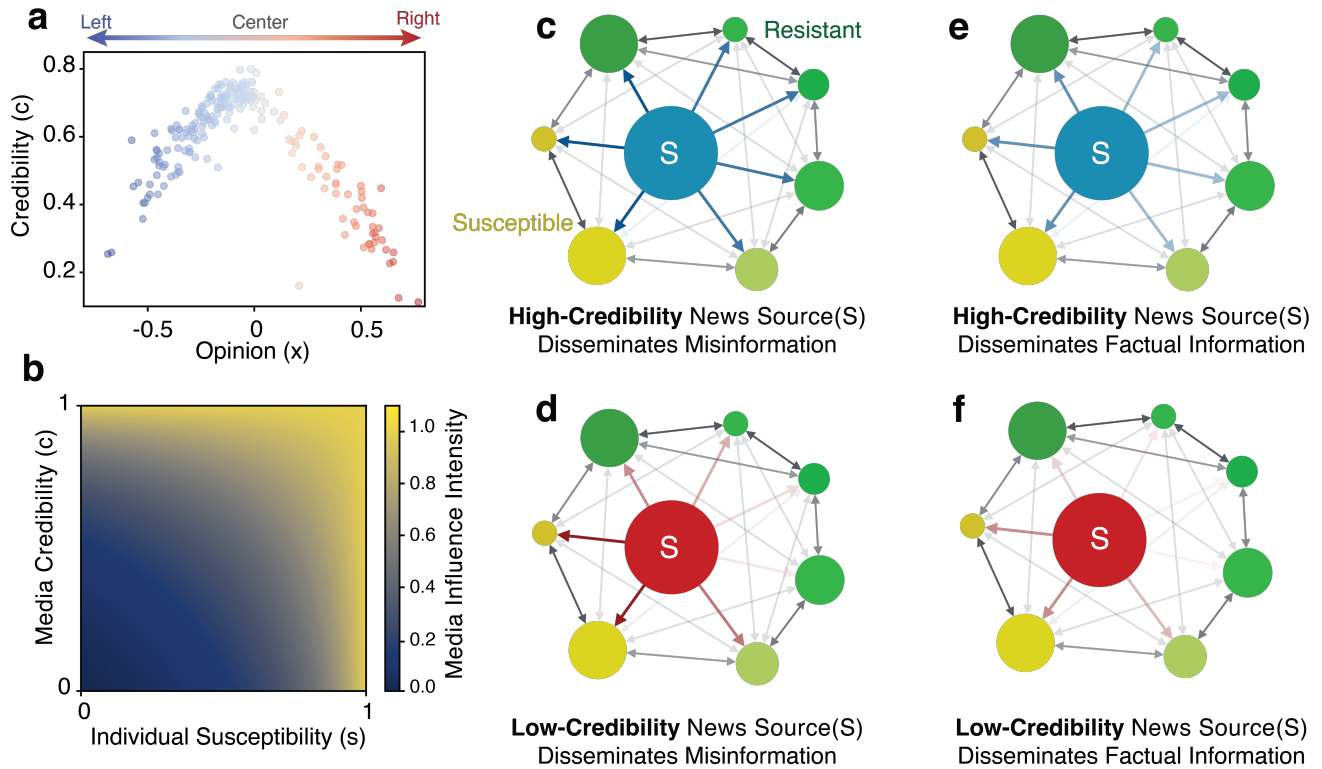 a
Left
Center
Right
Credibility (c)
0.8
0.6
0.4
0.2
-0.5
0
0.5
Opinion (x)
b
Media Credibility (c)
1
0
0
1
Individual Susceptibility (s)
1.0
0.8
0.6
0.4
0.2
0.0
Media Influence Intensity
c
Resistant
S
Susceptible
High-Credibility News Source(S)
Disseminates Misinformation
d
S
Low-Credibility News Source(S)
Disseminates Misinformation
e
S
High-Credibility News Source(S)
Disseminates Factual Information
f
S
Low-Credibility News Source(S)
Disseminates Factual Information